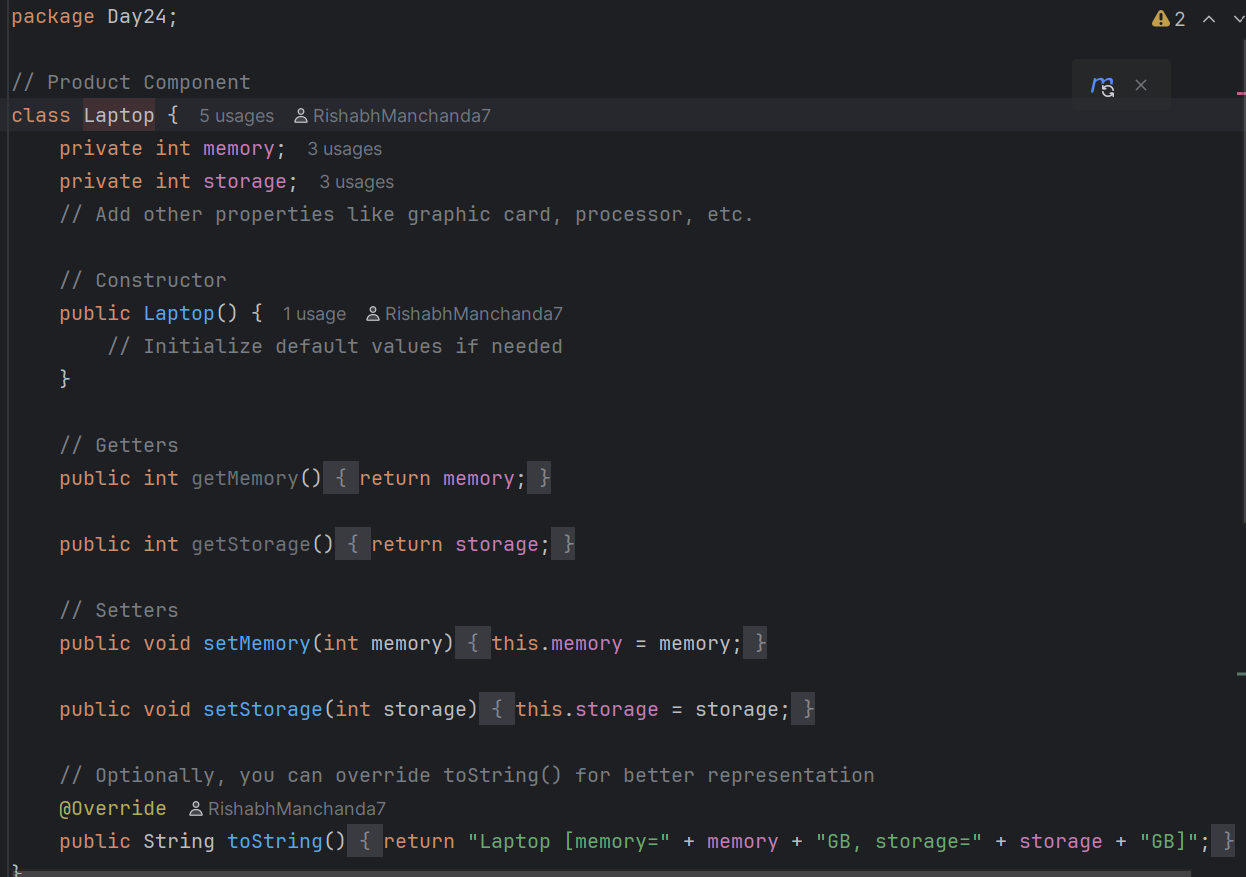 package Day24;
2
// Product Component
class Laptop { 5 usages RishabhManchanda7
private int memory; 3 usages
private int storage; 3 usages
// Add other properties like graphic card, processor, etc.
// Constructor
public Laptop() { 1 usage RishabhManchanda7
// Initialize default values if needed
}
// Getters
public int getMemory() { return memory; }
public int getStorage() { return storage; }
// Setters
public void setMemory(int memory) { this.memory = memory; }
public void setStorage(int storage) { this.storage = storage; }
// Optionally, you can override toString() for better representation
@Override RishabhManchanda7
public String toString() { return "Laptop [memory=" + memory + "GB, storage=" + storage + "GB]"; }
}